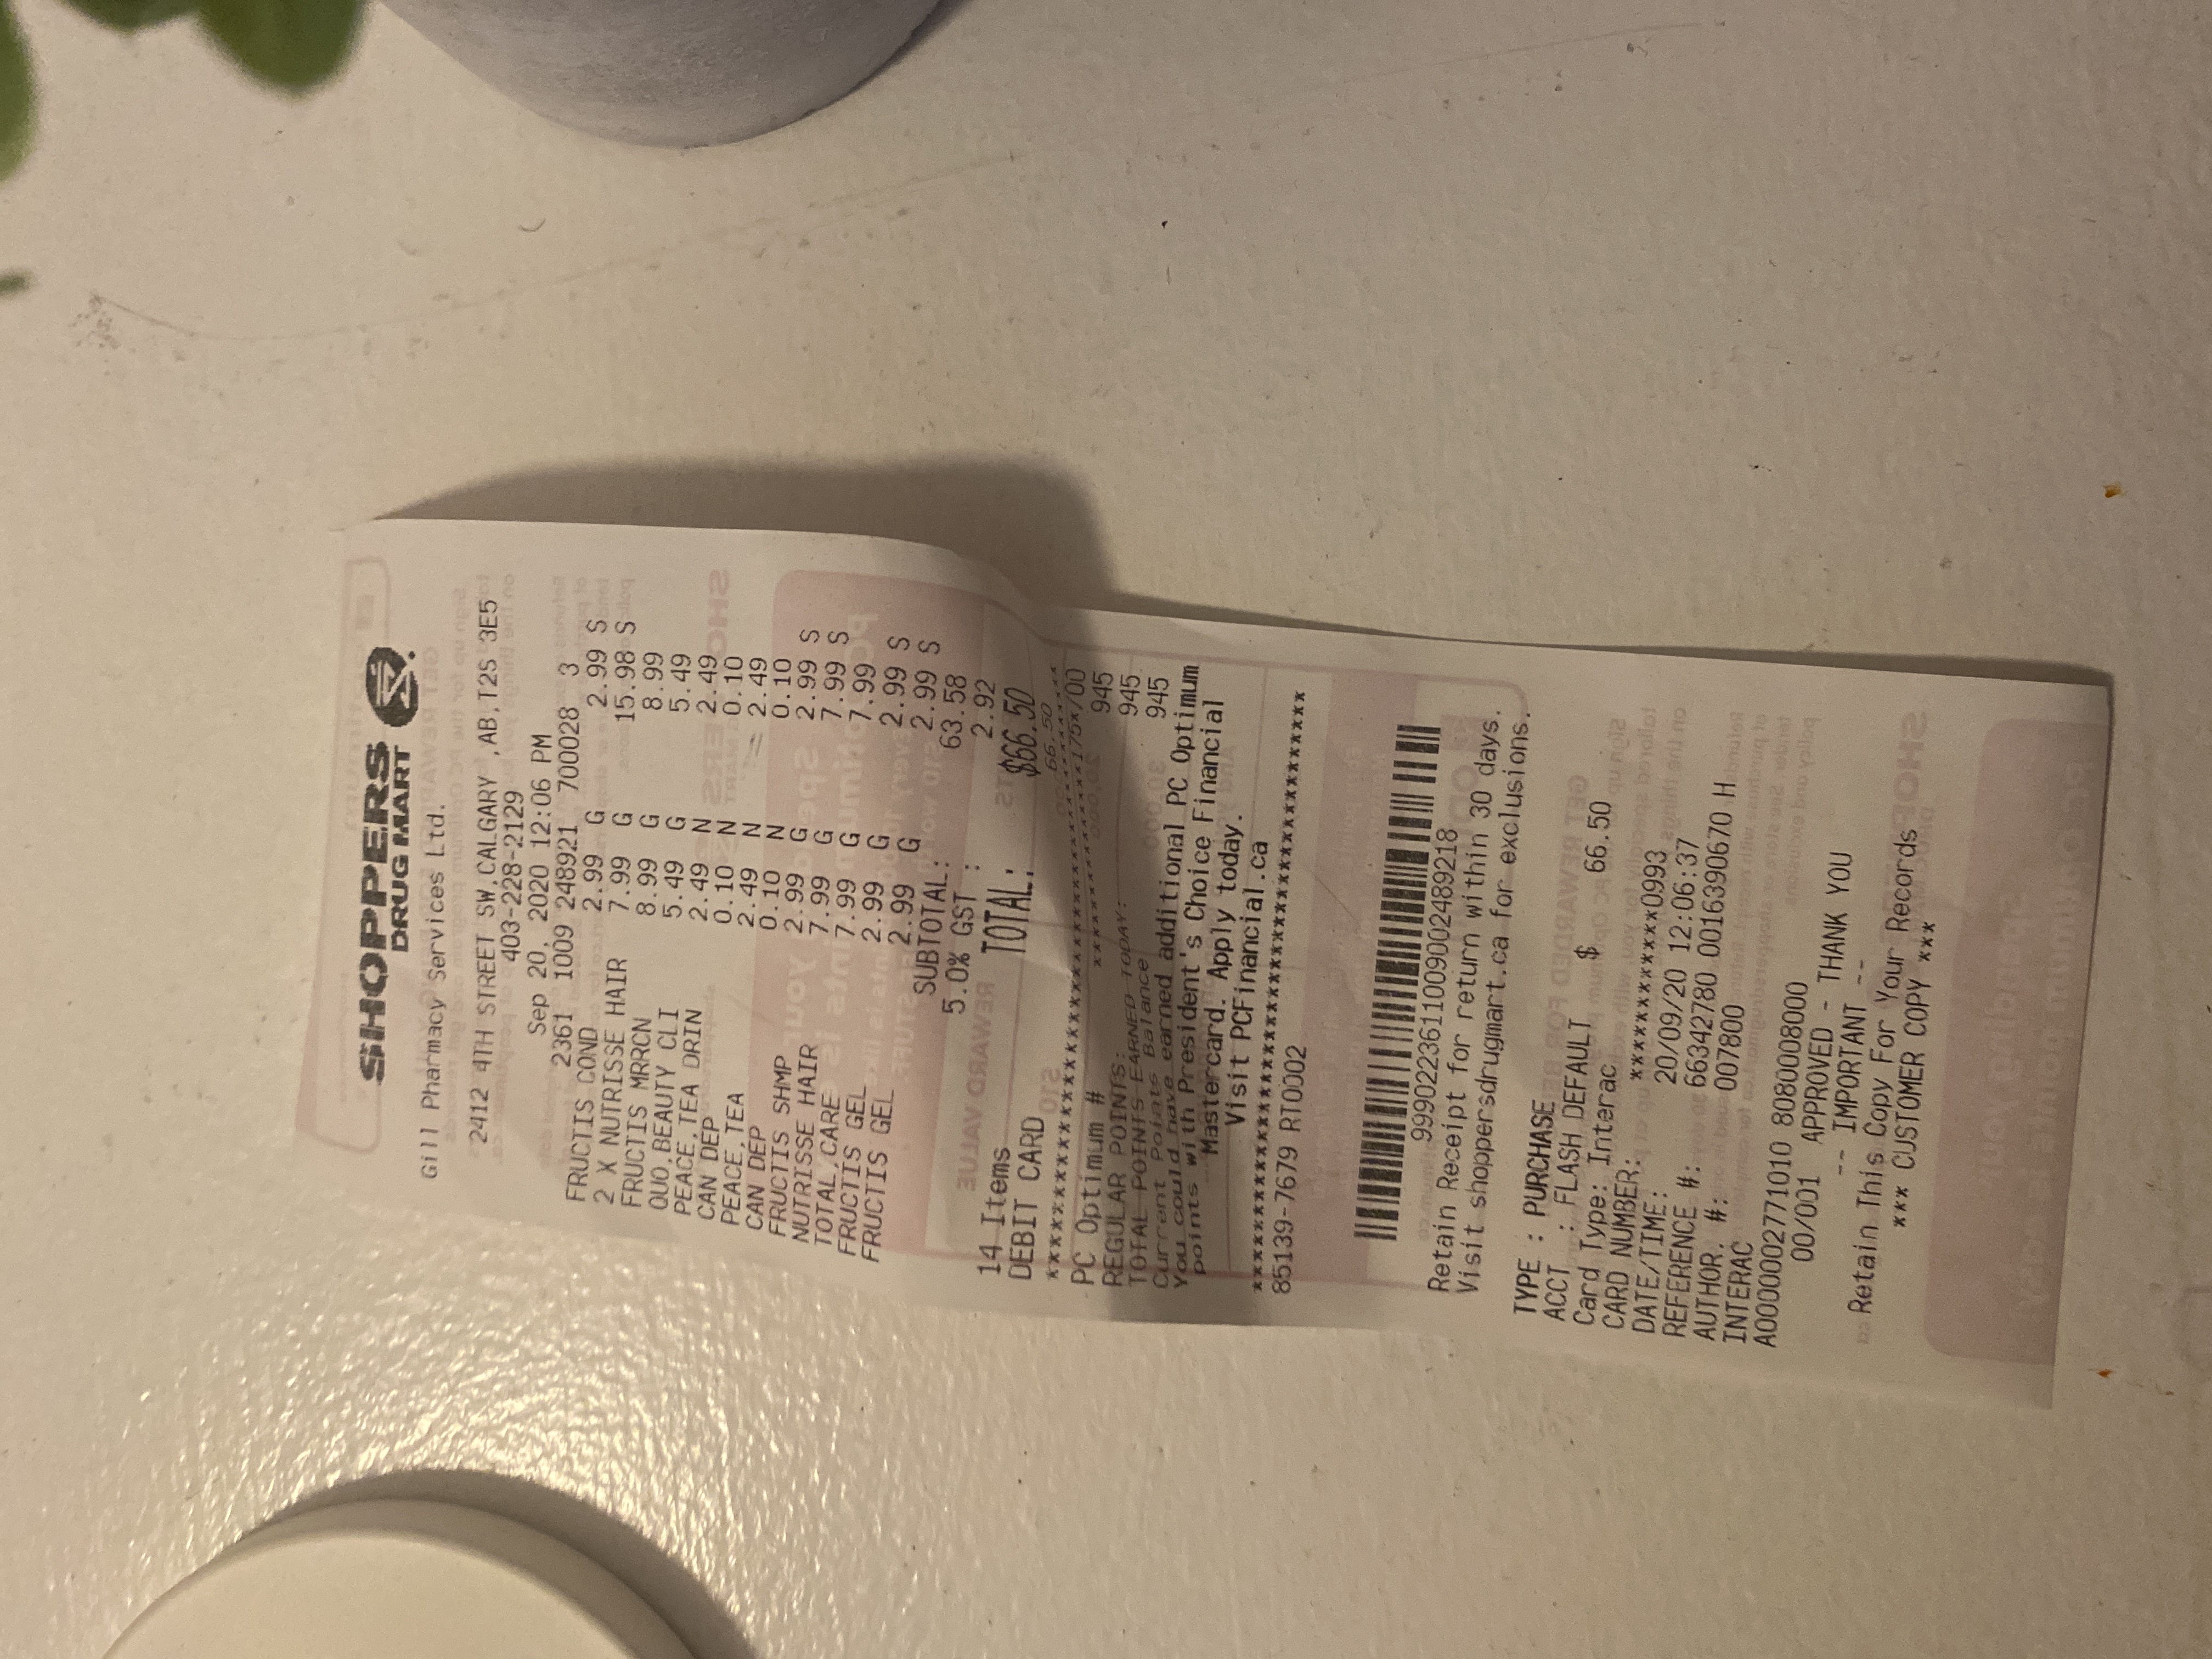 SHOPPERS
DRUG MART
Gill Pharmacy Services Ltd.
2412 4TH STREET SW,CALGARY ,AB,T2S 3E5
403-228-2129
Sep 20, 2020 12:06 PM
2361 1009 248921 700028 3
FRUCTIS COND 2.99 G 2.99 S
2 X NUTRISSE HAIR 7.99 G 15.98 S
FRUCTIS MRRCN 8.99 G 8.99
QUO,BEAUTY CLI 5.49 G 5.49
PEACE,TEA DRIN 2.49 N 2.49
CAN DEP 0.10 N 0.10
PEACE,TEA 2.49 N 2.49
CAN DEP 0.10 N 0.10
FRUCTIS SHMP 2.99 G 2.99 S
NUTRISSE HAIR 7.99 G 7.99 S
TOTAL,CARE 7.99 G 7.99
FRUCTIS GEL 2.99 G 2.99 S
FRUCTIS GEL 2.99 G 2.99 S
SUBTOTAL: 63.58
5.0% GST : 2.92
14 Items TOTAL: $66.50
DEBIT CARD 66.50
****************************************
PC Optimum # ************175*/00
REGULAR POINTS: 945
TOTAL POINTS EARNED TODAY: 945
Current Points Balance 945
You could have earned additional PC Optimum
points with President's Choice Financial
Mastercard. Apply today.
Visit PCFinancial.ca
****************************************
85139-7679 RT0002
9990223611009002489218
Retain Receipt for return within 30 days.
Visit shoppersdrugmart.ca for exclusions.
TYPE : PURCHASE
ACCT : FLASH DEFAULT $ 66.50
Card Type: Interac
CARD NUMBER: ************0993
DATE/TIME: 20/09/20 12:06:37
REFERENCE #: 66342780 0016390670 H
AUTHOR. #: 007800
INTERAC
A0000002771010 8080008000
00/001 APPROVED - THANK YOU
-- IMPORTANT --
Retain This Copy For Your Records
*** CUSTOMER COPY ***